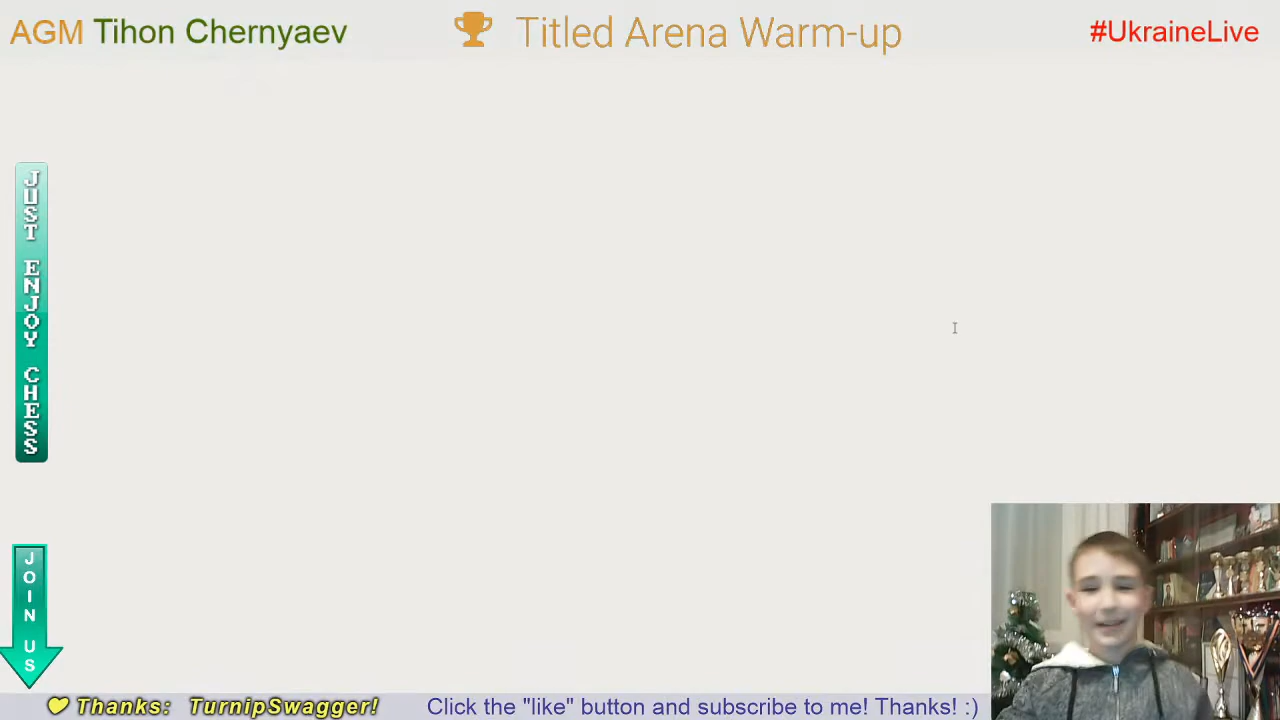 AGM Tihon Chernyaev
Titled Arena Warm-up
#UkraineLive
JUST ENJOY CHESS
JOIN US
Thanks: TurnipSwagger!
Click the "like" button and subscribe to me! Thanks! :)